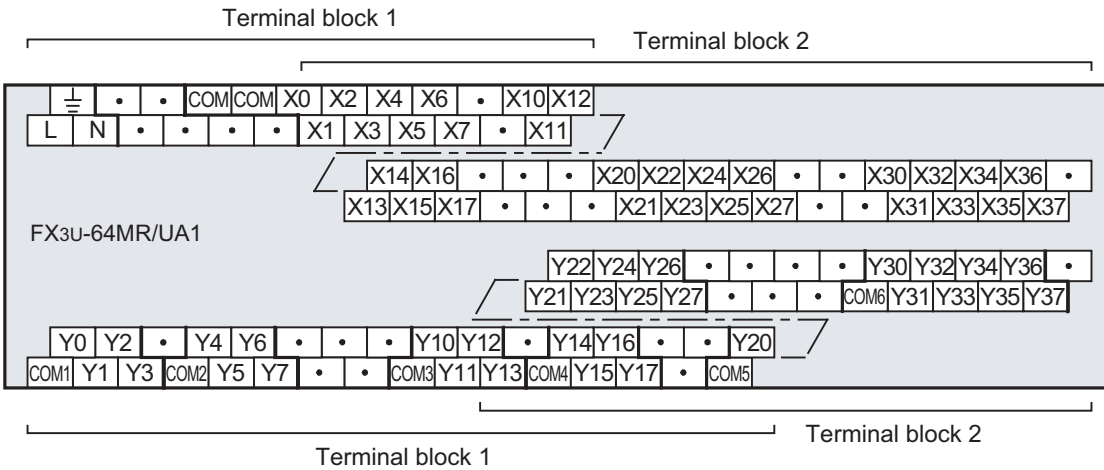 Terminal block 1
Terminal block 2
• • COM COM X0 X2 X4 X6 • X10 X12
L N • • • • X1 X3 X5 X7 • X11
X14 X16 • • • X20 X22 X24 X26 • • X30 X32 X34 X36 •
X13 X15 X17 • • • X21 X23 X25 X27 • • X31 X33 X35 X37
FX3U-64MR/UA1
Y22 Y24 Y26 • • • • Y30 Y32 Y34 Y36 •
Y21 Y23 Y25 Y27 • • • COM6 Y31 Y33 Y35 Y37
Y0 Y2 • Y4 Y6 • • • Y10 Y12 • Y14 Y16 • • Y20
COM1 Y1 Y3 COM2 Y5 Y7 • • COM3 Y11 Y13 COM4 Y15 Y17 • COM5
Terminal block 2
Terminal block 1